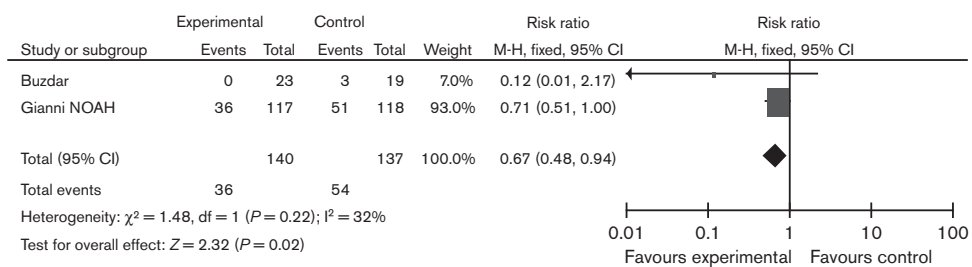 Experimental Control Risk ratio Risk ratio
Study or subgroup Events Total Events Total Weight M-H, fixed, 95% CI M-H, fixed, 95% CI
Buzdar 0 23 3 19 7.0% 0.12 (0.01, 2.17)
Gianni NOAH 36 117 51 118 93.0% 0.71 (0.51, 1.00)
Total (95% CI) 140 137 100.0% 0.67 (0.48, 0.94)
Total events 36 54
Heterogeneity: χ² = 1.48, df = 1 (P = 0.22); I² = 32%
Test for overall effect: Z = 2.32 (P = 0.02)
0.01 0.1 1 10 100
Favours experimental Favours control